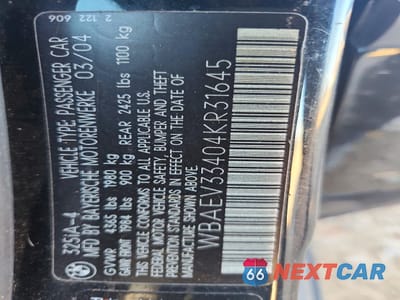 2 122 606
325IA-4
VEHICLE TYPE PASSENGER CAR
MFG BY BAYERISCHE MOTORENWERKE 03/04
GVWR 4365 lbs 1980 kg
GAWR FRONT 1984 lbs 900 kg REAR 2425 lbs 1100 kg
THIS VEHICLE CONFORMS TO ALL APPLICABLE FEDERAL
MOTOR VEHICLE SAFETY, BUMPER AND THEFT
PREVENTION STANDARDS IN EFFECT ON THE DATE OF
MANUFACTURE SHOWN ABOVE.
WBAEV33404KR31645
66 NEXTCAR